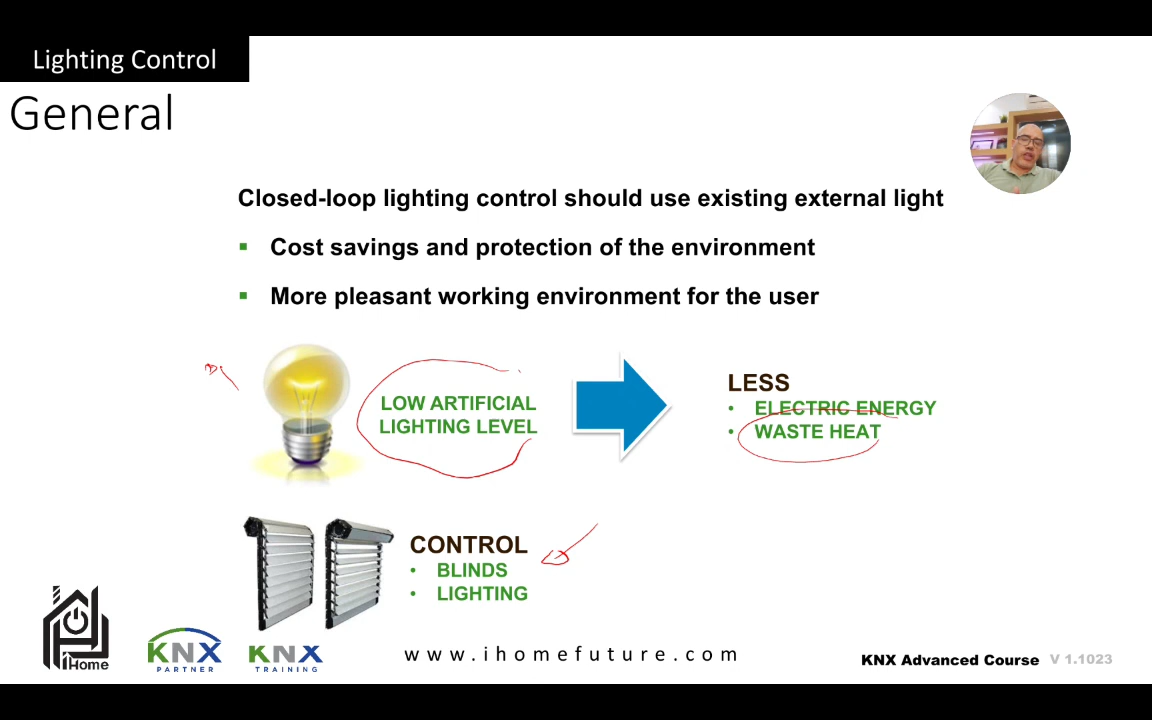 Lighting Control
General
Closed-loop lighting control should use existing external light
▪ Cost savings and protection of the environment
▪ More pleasant working environment for the user
LOW ARTIFICIAL
LIGHTING LEVEL
LESS
• ELECTRIC ENERGY
• WASTE HEAT
CONTROL
• BLINDS
• LIGHTING
iHome
KNX
PARTNER
KNX
TRAINING
www.ihomefuture.com
KNX Advanced Course V 1.1023